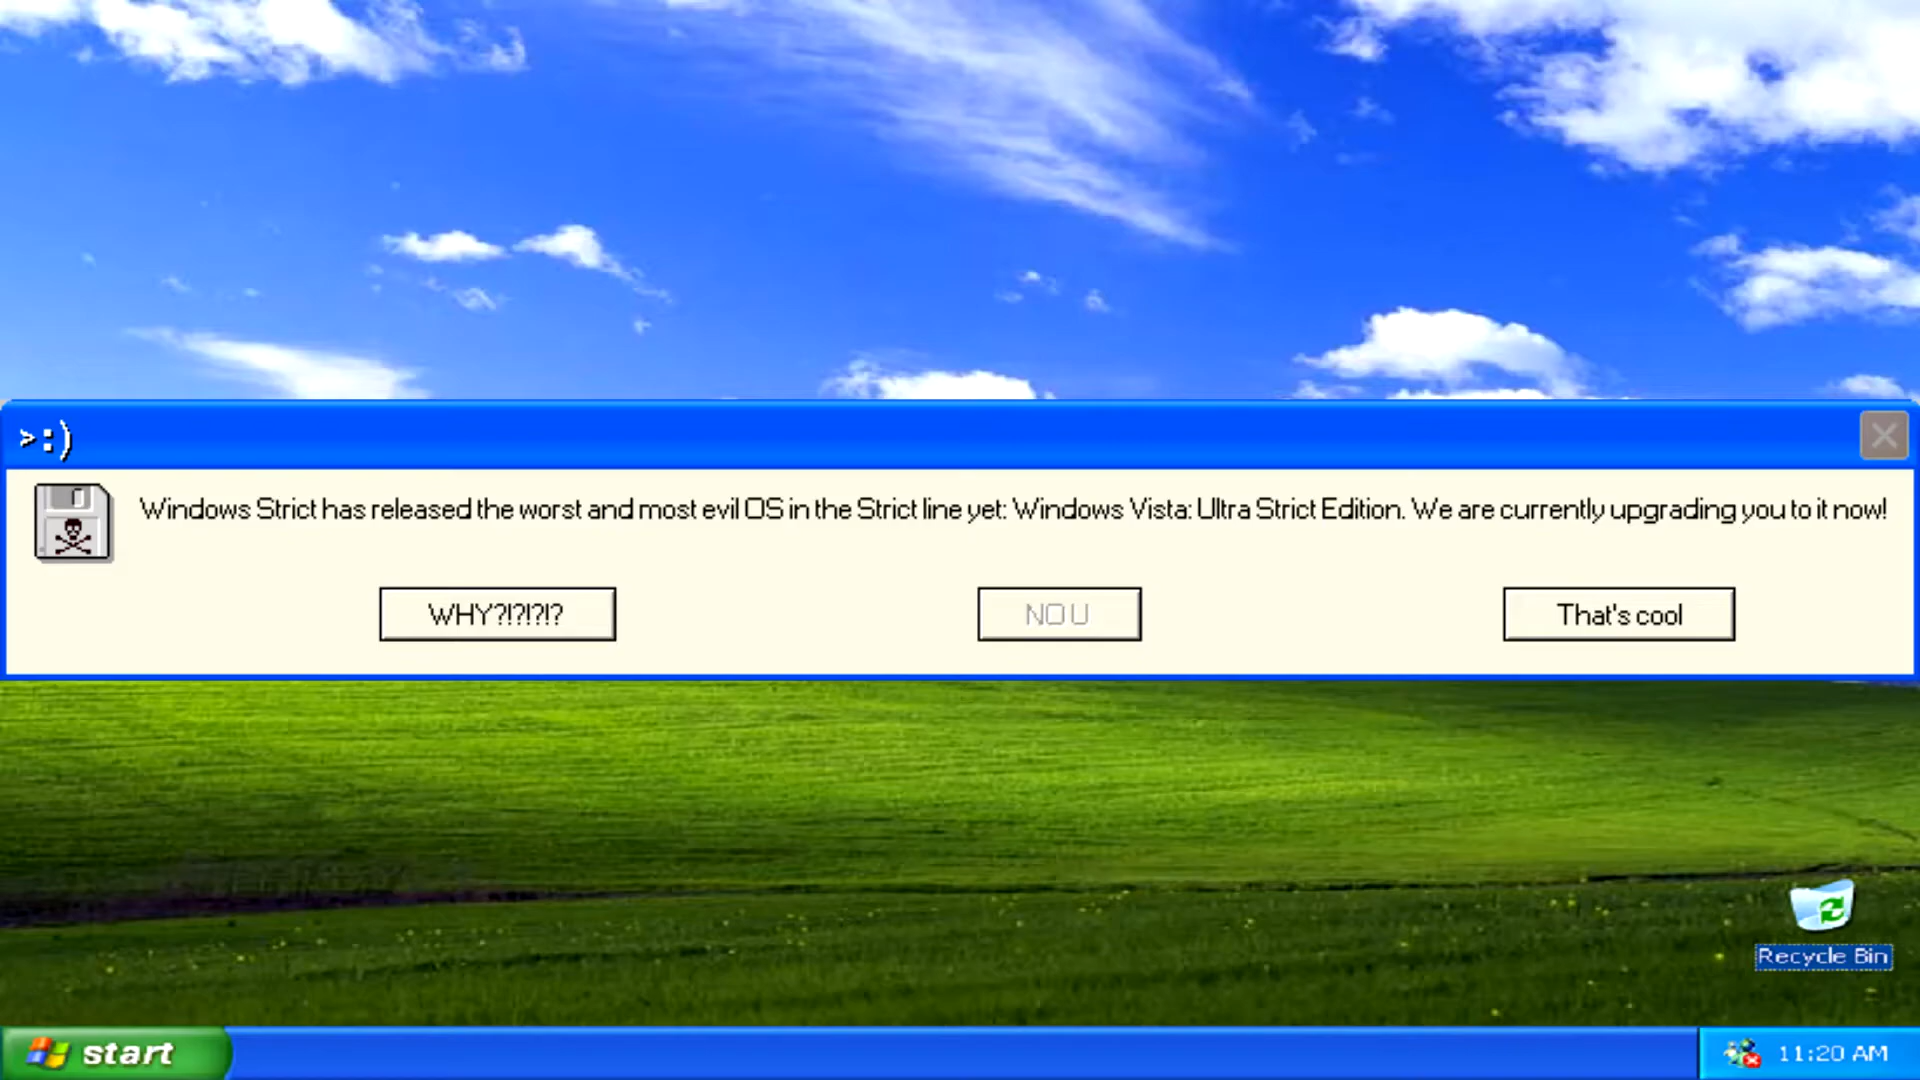 >:)
Windows Strict has released the worst and most evil OS in the Strict line yet: Windows Vista: Ultra Strict Edition. We are currently upgrading you to it now!
WHY?!?!?!?
NO U
That's cool
Recycle Bin
start
11:20 AM